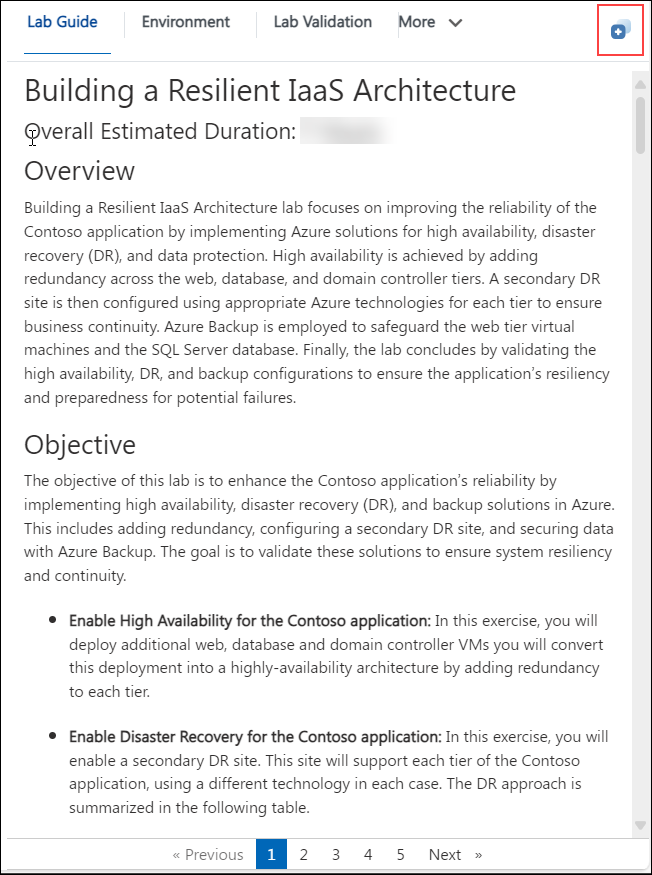 Lab Guide Environment Lab Validation More
Building a Resilient IaaS Architecture
Overall Estimated Duration:
Overview
Building a Resilient IaaS Architecture lab focuses on improving the reliability of the
Contoso application by implementing Azure solutions for high availability, disaster
recovery (DR), and data protection. High availability is achieved by adding
redundancy across the web, database, and domain controller tiers. A secondary DR
site is then configured using appropriate Azure technologies for each tier to ensure
business continuity. Azure Backup is employed to safeguard the web tier virtual
machines and the SQL Server database. Finally, the lab concludes by validating the
high availability, DR, and backup configurations to ensure the application's resiliency
and preparedness for potential failures.
Objective
The objective of this lab is to enhance the Contoso application's reliability by
implementing high availability, disaster recovery (DR), and backup solutions in Azure.
This includes adding redundancy, configuring a secondary DR site, and securing data
with Azure Backup. The goal is to validate these solutions to ensure system resiliency
and continuity.
• Enable High Availability for the Contoso application: In this exercise, you will
deploy additional web, database and domain controller VMs you will convert
this deployment into a highly-availability architecture by adding redundancy
to each tier.
• Enable Disaster Recovery for the Contoso application: In this exercise, you will
enable a secondary DR site. This site will support each tier of the Contoso
application, using a different technology in each case. The DR approach is
summarized in the following table.
« Previous 1 2 3 4 5 Next »